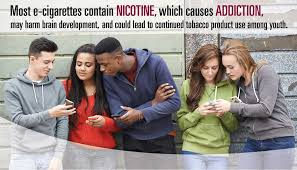 Most e-cigarettes contain NICOTINE, which causes ADDICTION,
may harm brain development, and could lead to continued tobacco product use among youth.